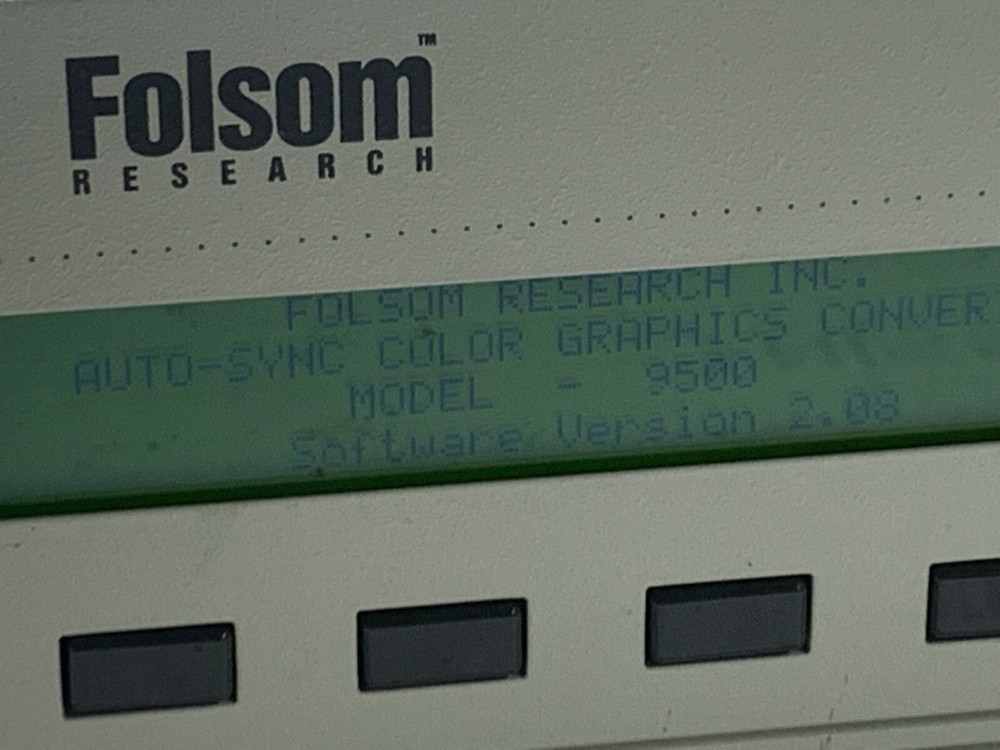 Folsom™
RESEARCH
FOLSOM RESEARCH INC.
AUTO-SYNC COLOR GRAPHICS CONVER
MODEL - 9500
Software Version 2.08